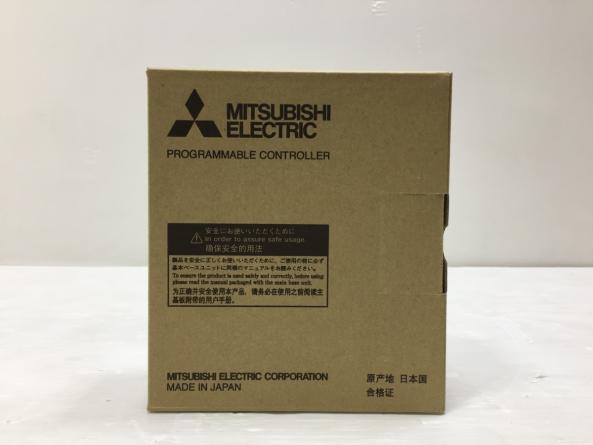 MITSUBISHI
ELECTRIC
PROGRAMMABLE CONTROLLER
安全にお使いいただくために
In order to assure safe usage.
确保安全的用法
製品を安全に正しくお使いいただくために、ご使用の前に必ず
基本ベースユニットに同梱のマニュアルをお読みください。
To ensure the product is used safely and correctly, before using
please read the manual packaged with the main base unit.
为正确并安全使用本产品，请务必在使用之前阅读主
基板附带的用户手册。
MITSUBISHI ELECTRIC CORPORATION
MADE IN JAPAN
原产地 日本国
合格证